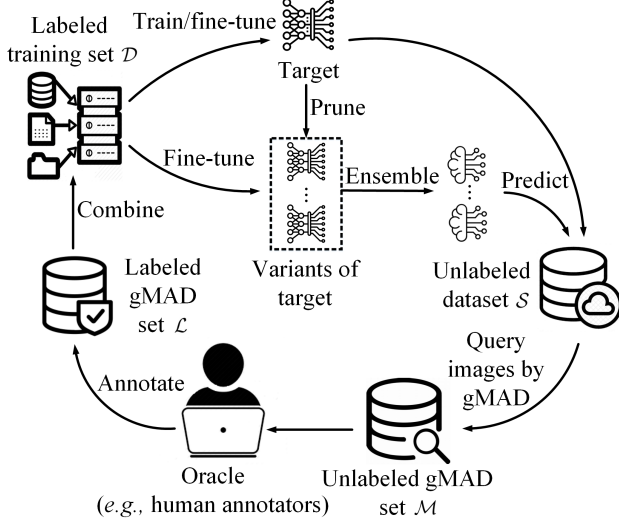 Labeled
training set 𝒟
Train/fine-tune
Target
Prune
Fine-tune
Ensemble
Predict
Combine
Variants of
target
Unlabeled
dataset 𝒮
Labeled
gMAD
set ℒ
Query
images by
gMAD
Annotate
Oracle
(e.g., human annotators)
Unlabeled gMAD
set ℳ